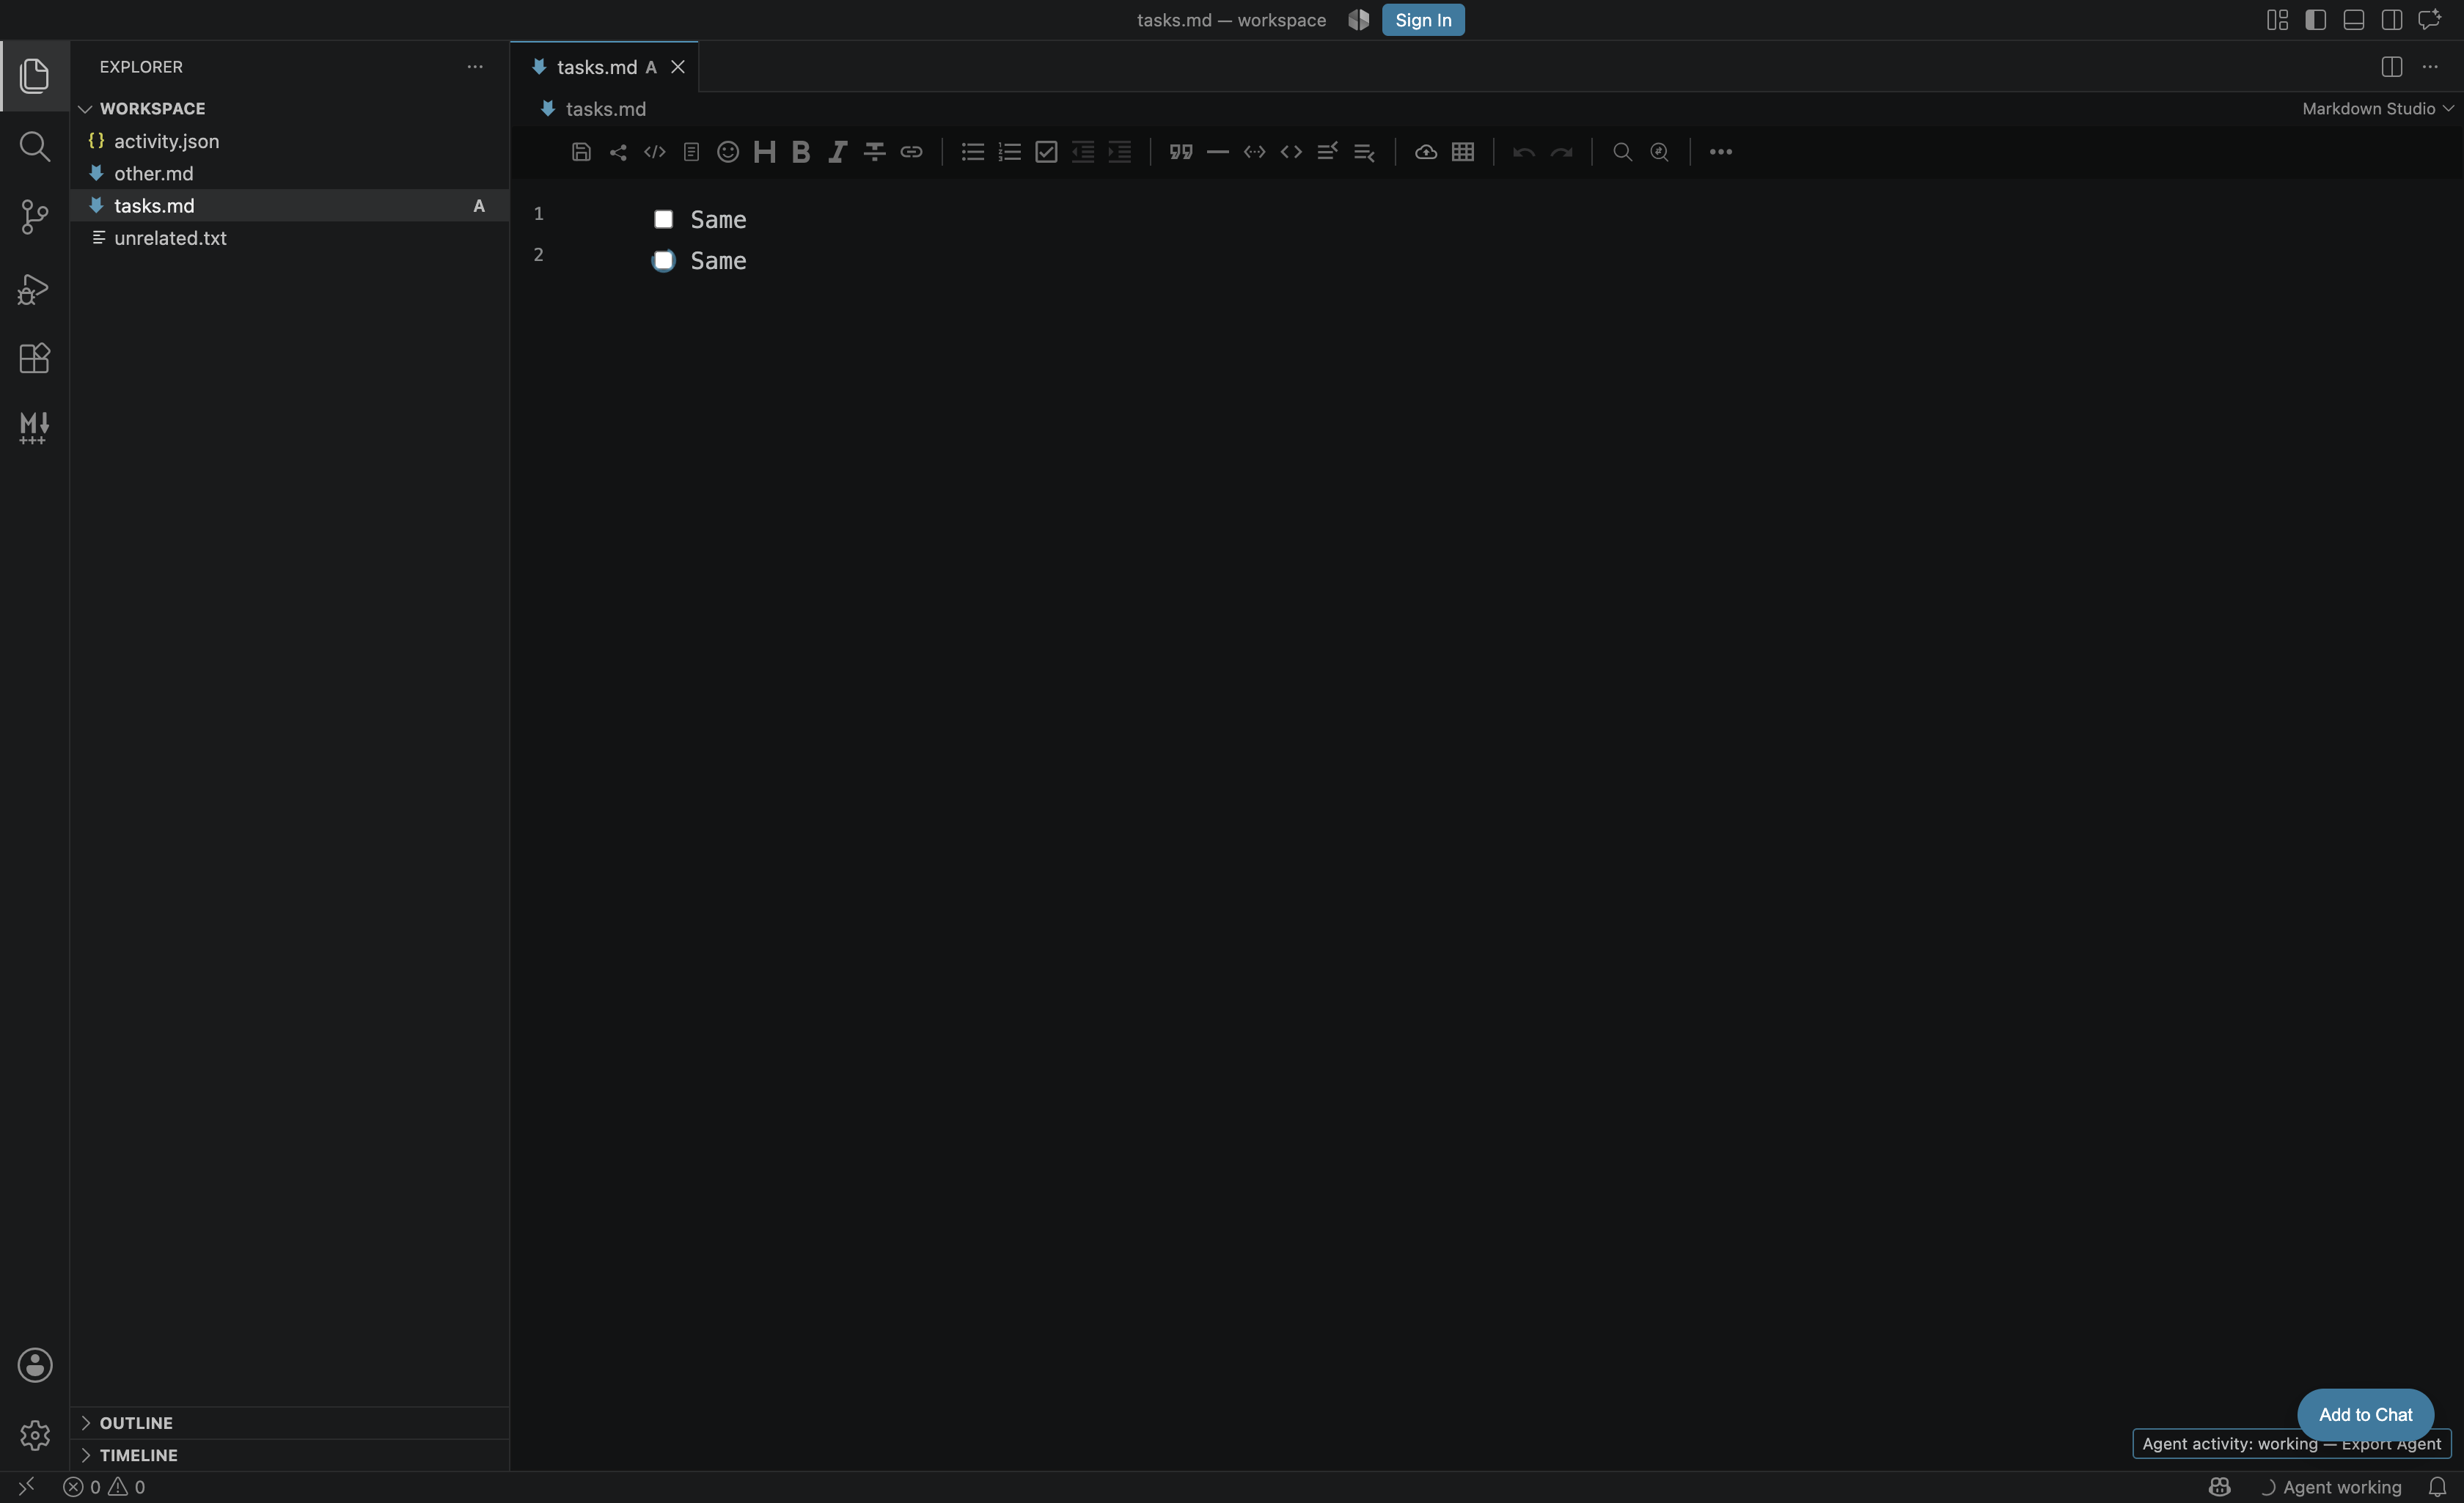 tasks.md — workspace
Sign In
EXPLORER
tasks.md A
WORKSPACE
tasks.md
Markdown Studio
activity.json
other.md
tasks.md A
unrelated.txt
1 Same
2 Same
OUTLINE
TIMELINE
Add to Chat
Agent activity: working — Export Agent
0 0
Agent working